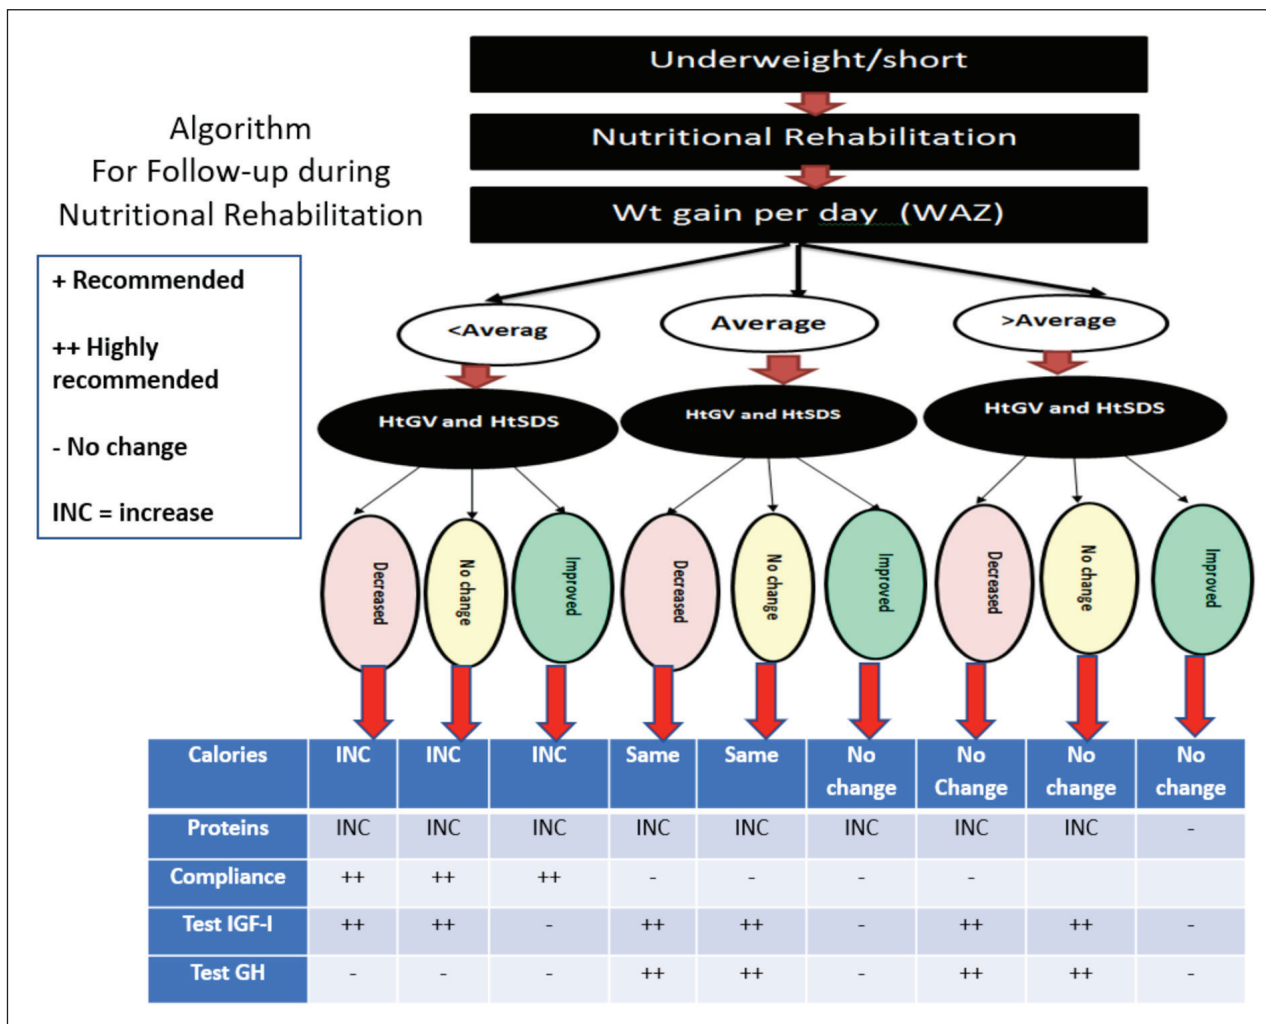 Algorithm
For Follow-up during
Nutritional Rehabilitation
+ Recommended
++ Highly
recommended
- No change
INC = increase
Underweight/short
Nutritional Rehabilitation
Wt gain per day (WAZ)
<Averag
Average
>Average
HtGV and HtSDS
HtGV and HtSDS
HtGV and HtSDS
Decreased
No change
Improved
Decreased
No change
Improved
Decreased
No change
Improved
Calories INC INC INC Same Same No change No Change No change No change
Proteins INC INC INC INC INC INC INC INC -
Compliance ++ ++ ++ - - - -
Test IGF-I ++ ++ - ++ ++ - ++ ++ -
Test GH - - - ++ ++ - ++ ++ -